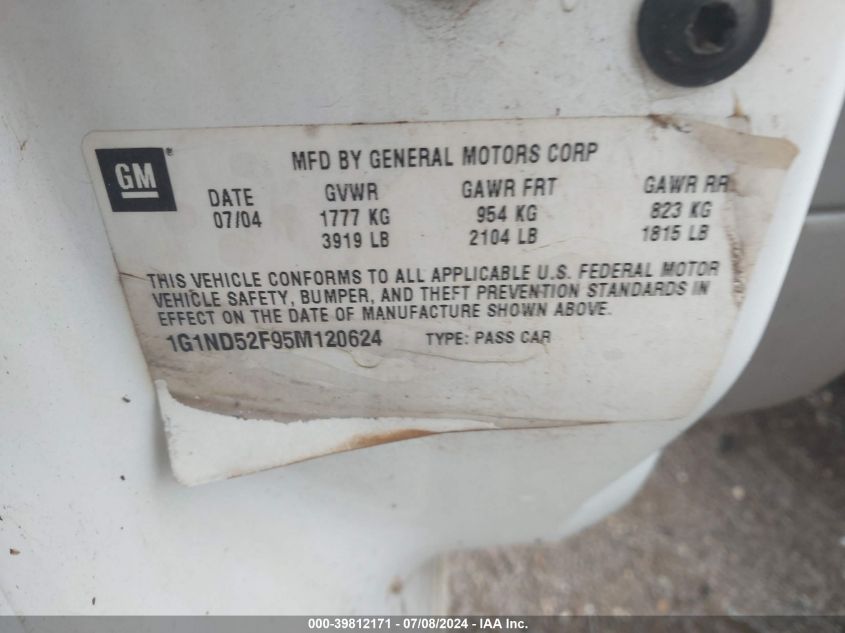 GM®
MFD BY GENERAL MOTORS CORP
DATE GVWR GAWR FRT GAWR RR
07/04 1777 KG 954 KG 823 KG
3919 LB 2104 LB 1815 LB
THIS VEHICLE CONFORMS TO ALL APPLICABLE U.S. FEDERAL MOTOR
VEHICLE SAFETY, BUMPER, AND THEFT PREVENTION STANDARDS IN
EFFECT ON THE DATE OF MANUFACTURE SHOWN ABOVE.
1G1ND52F95M120624 TYPE: PASS CAR
000-39812171 - 07/08/2024 - IAA Inc.